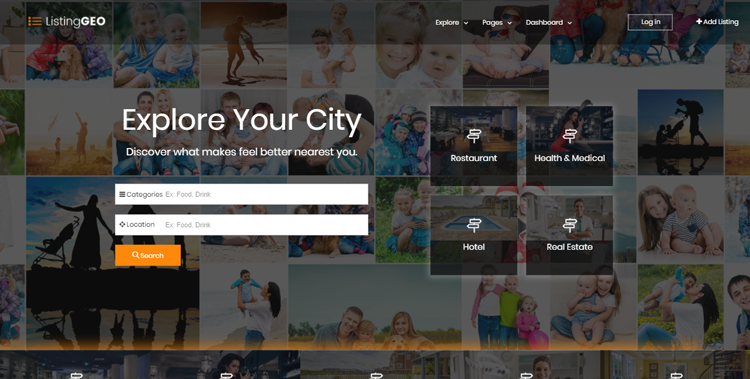 ListingGEO
Explore
Pages
Dashboard
Log in
Add Listing
Explore Your City
Discover what makes feel better nearest you.
Categories Ex: Food, Drink
Location Ex: Food, Drink
Search
Restaurant
Health & Medical
Hotel
Real Estate